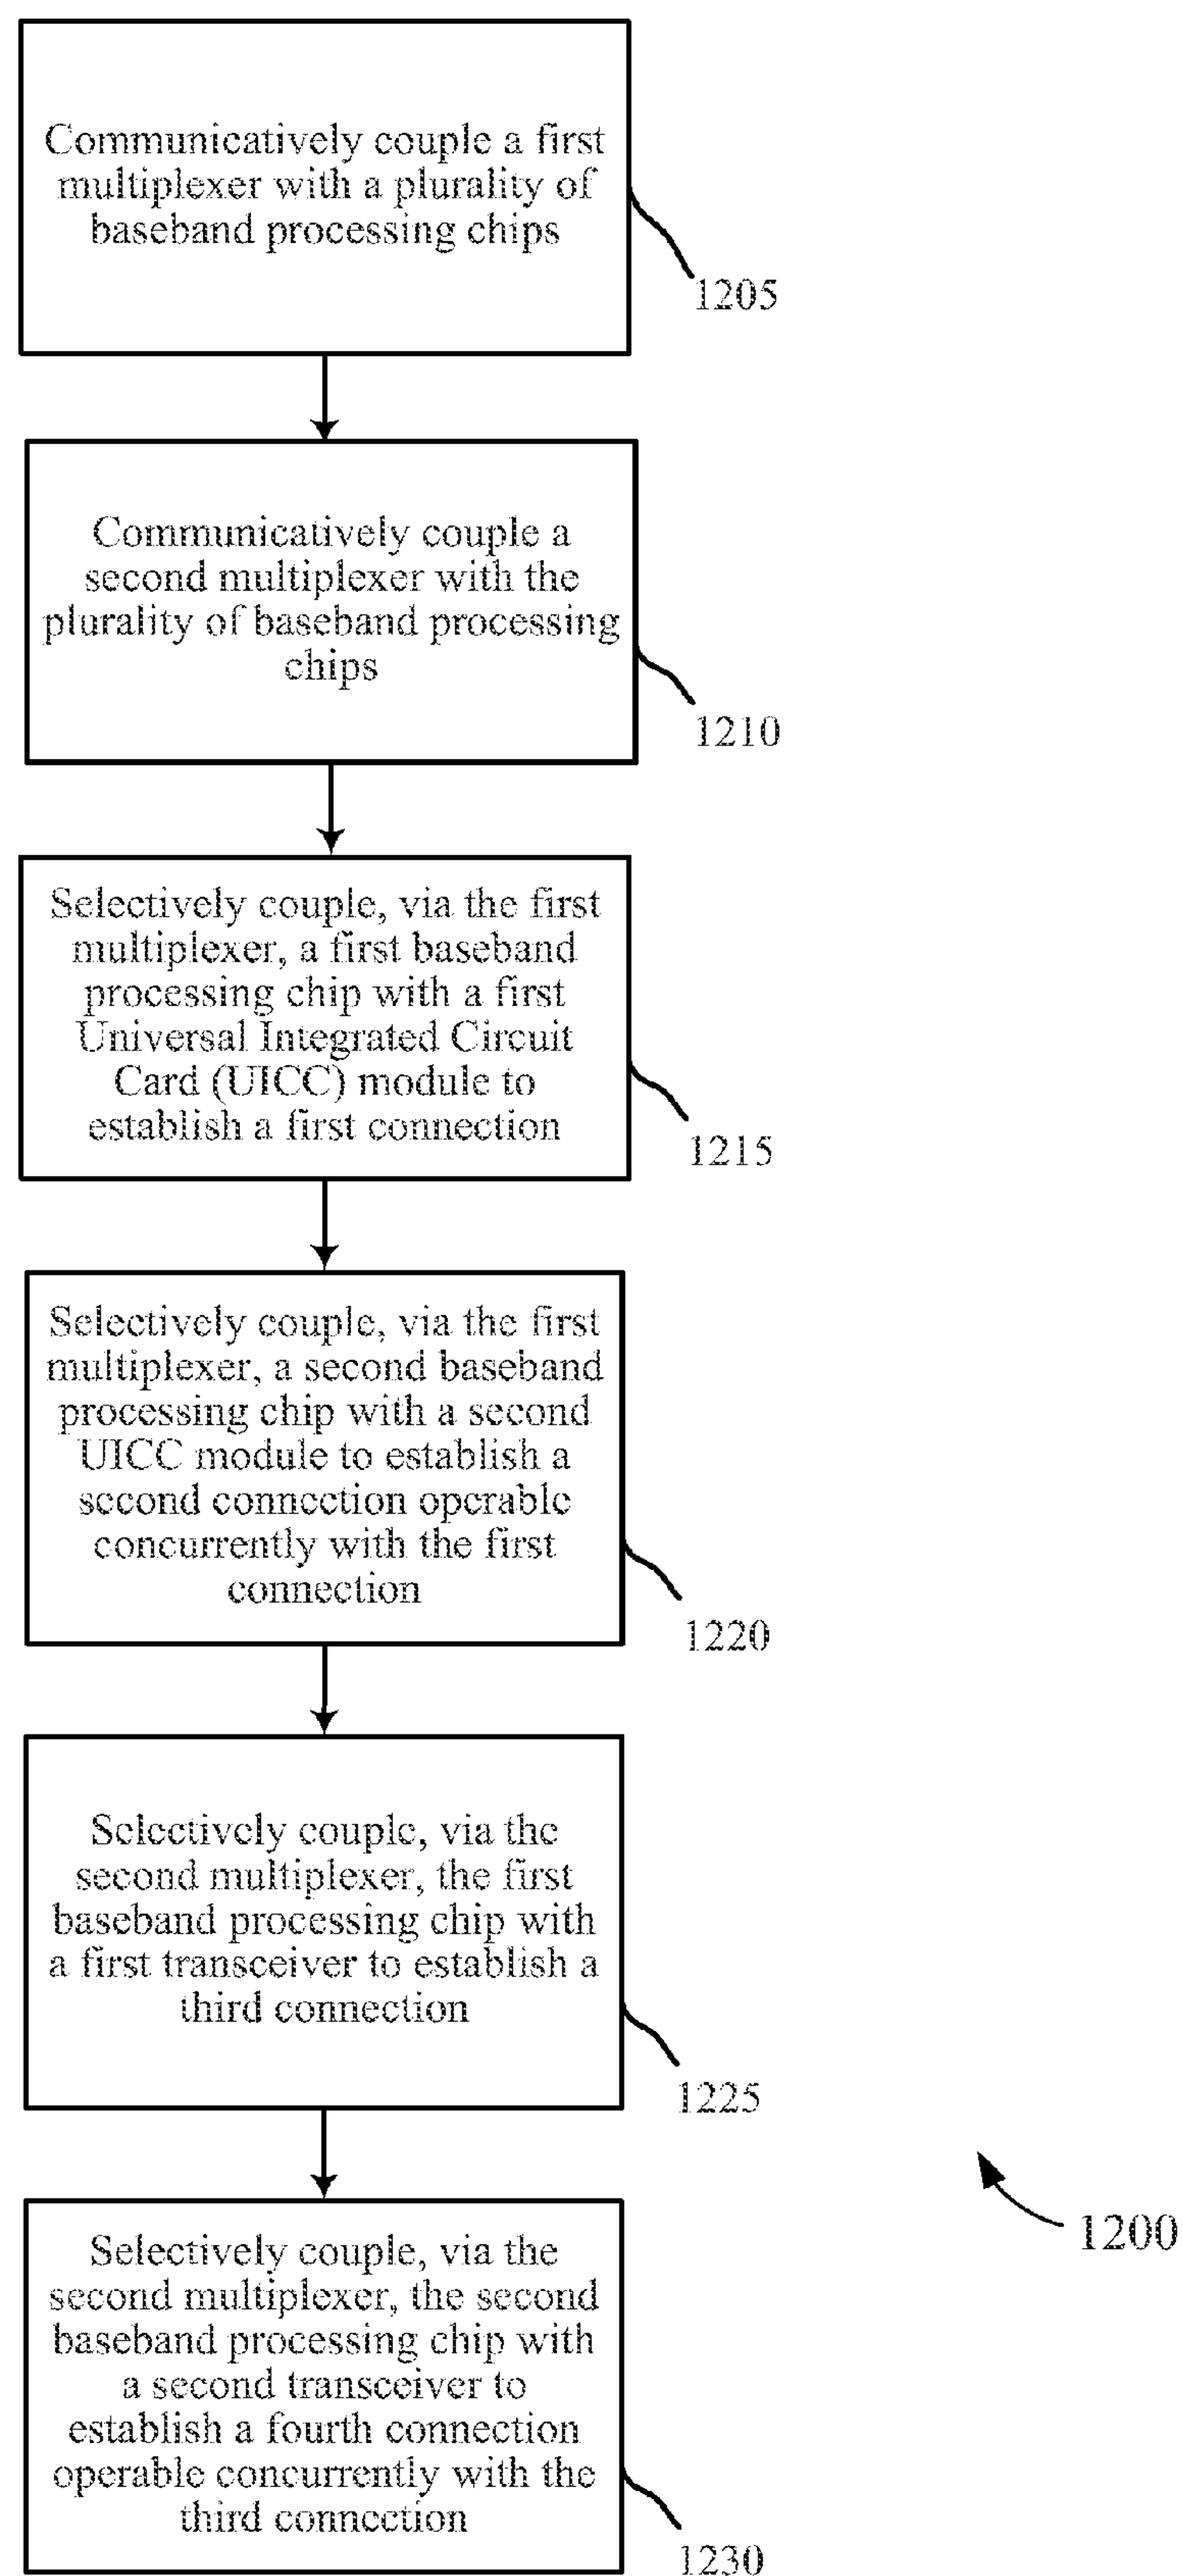 Communicatively couple a first
multiplexer with a plurality of
baseband processing chips
1205
Communicatively couple a
second multiplexer with the
plurality of baseband processing
chips
1210
Selectively couple, via the first
multiplexer, a first baseband
processing chip with a first
Universal Integrated Circuit
Card (UICC) module to
establish a first connection
1215
Selectively couple, via the first
multiplexer, a second baseband
processing chip with a second
UICC module to establish a
second connection operable
concurrently with the first
connection
1220
Selectively couple, via the
second multiplexer, the first
baseband processing chip with
a first transceiver to establish a
third connection
1225
1200
Selectively couple, via the
second multiplexer, the second
baseband processing chip with
a second transceiver to
establish a fourth connection
operable concurrently with the
third connection
1230